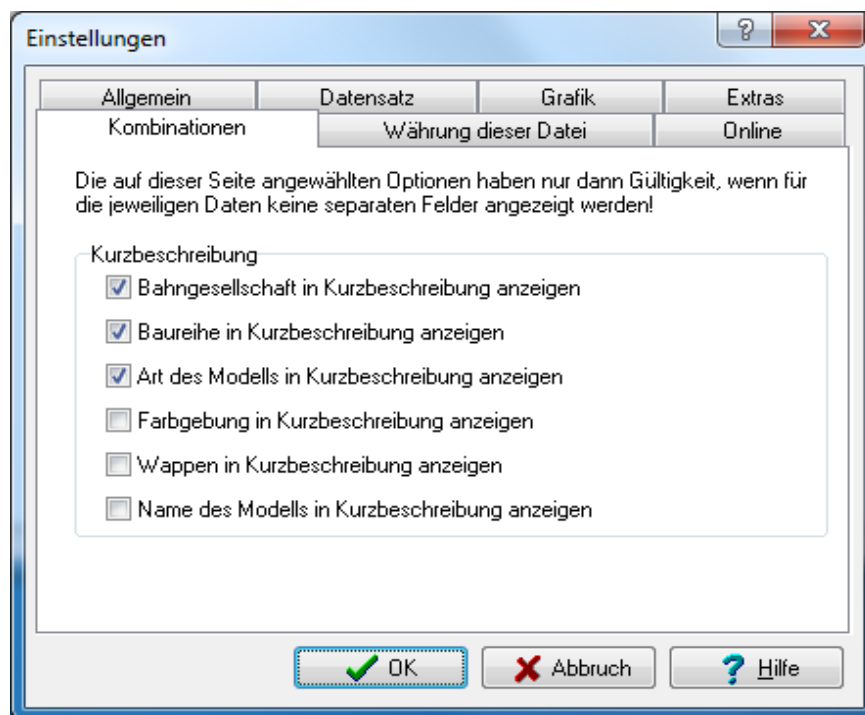 Einstellungen
Allgemein
Datensatz
Grafik
Extras
Kombinationen
Währung dieser Datei
Online
Die auf dieser Seite angewählten Optionen haben nur dann Gültigkeit, wenn für
die jeweiligen Daten keine separaten Felder angezeigt werden!
Kurzbeschreibung
Bahngesellschaft in Kurzbeschreibung anzeigen
Baureihe in Kurzbeschreibung anzeigen
Art des Modells in Kurzbeschreibung anzeigen
Farbgebung in Kurzbeschreibung anzeigen
Wappen in Kurzbeschreibung anzeigen
Name des Modells in Kurzbeschreibung anzeigen
OK
Abbruch
Hilfe